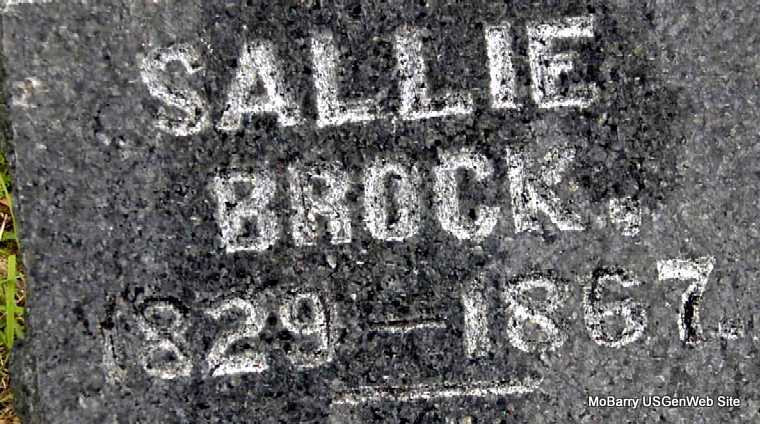 SALLIE
BROCK,
1829 — 1867.
MoBarry USGenWeb Site